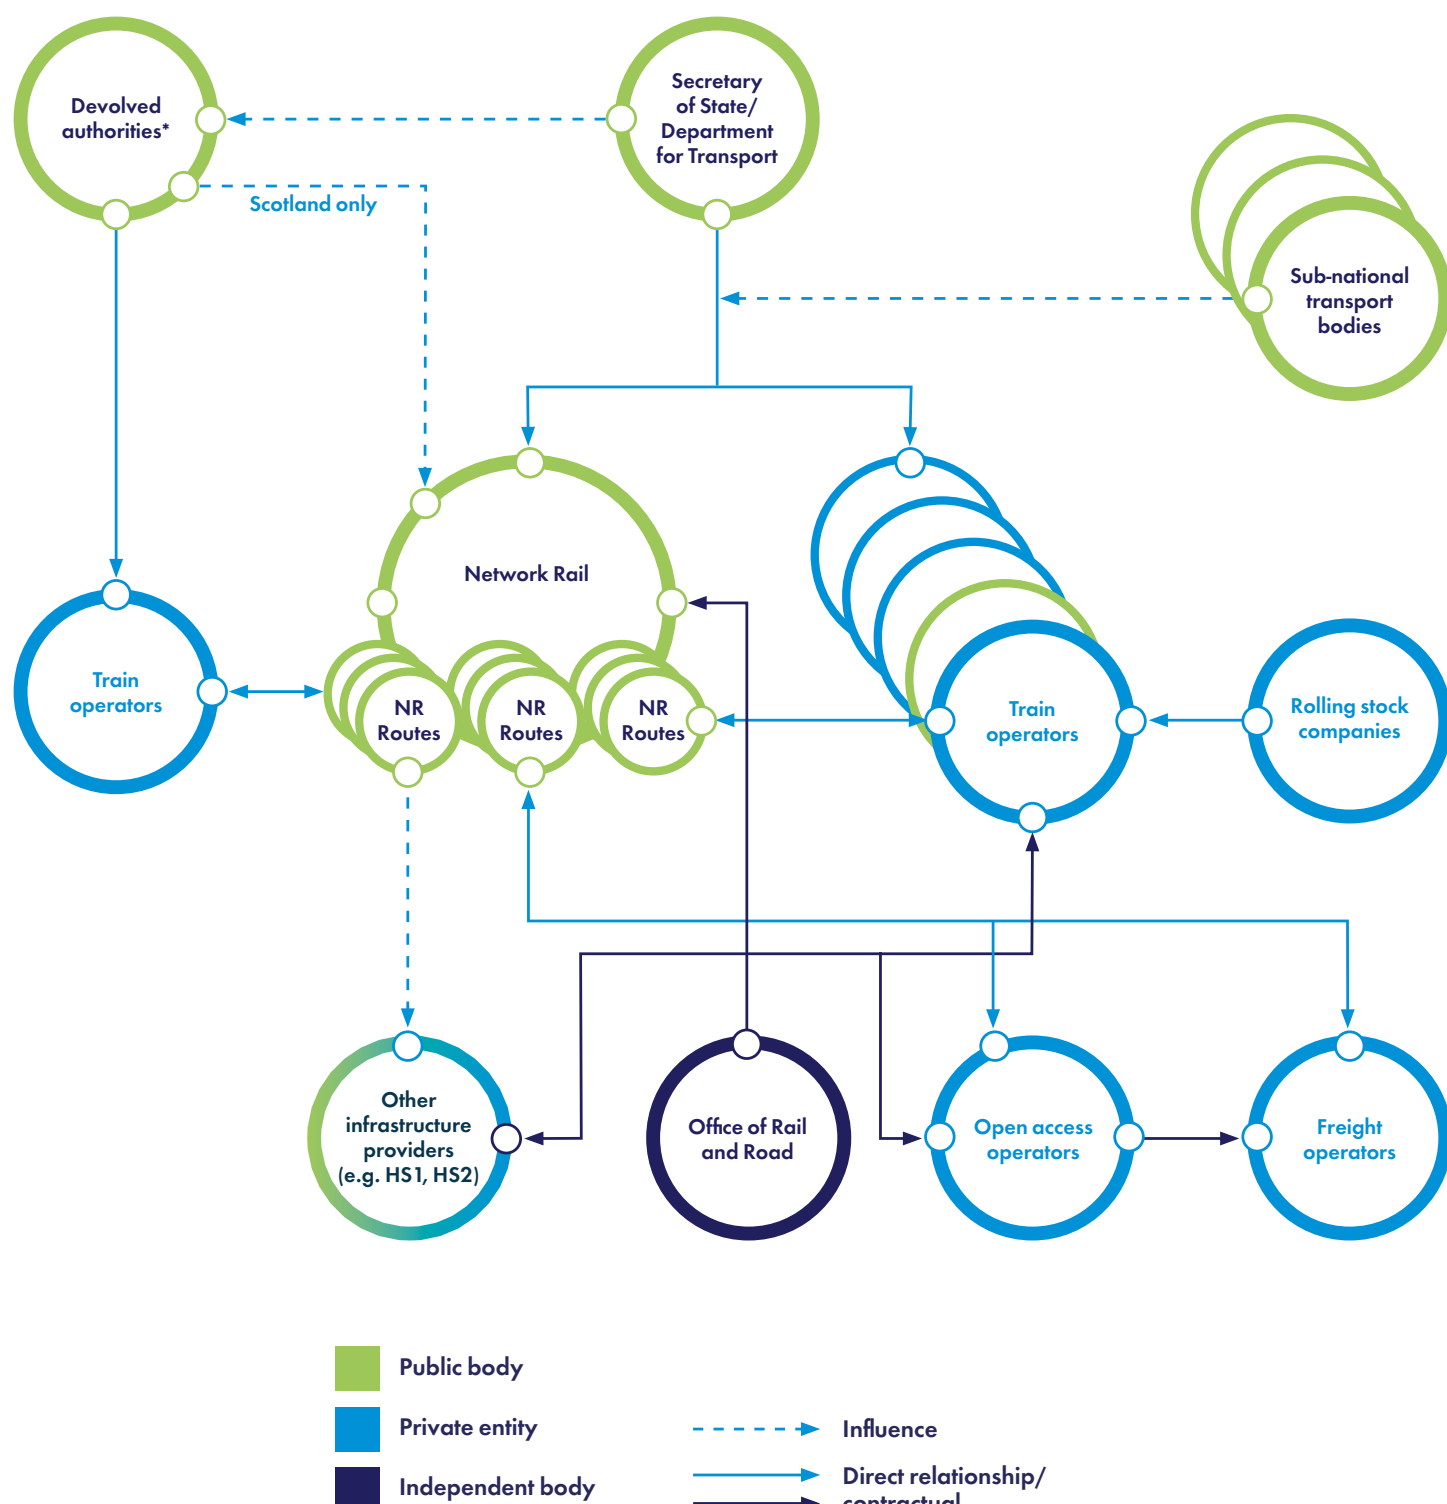 Devolved
authorities*
Secretary
of State/
Department
for Transport
Scotland only
Sub-national
transport
bodies
Network Rail
Train
operators
NR
Routes
NR
Routes
NR
Routes
Train
operators
Rolling stock
companies
Other
infrastructure
providers
(e.g. HS1, HS2)
Office of Rail
and Road
Open access
operators
Freight
operators
Public body
Private entity
Independent body
Influence
Direct relationship/
contractual